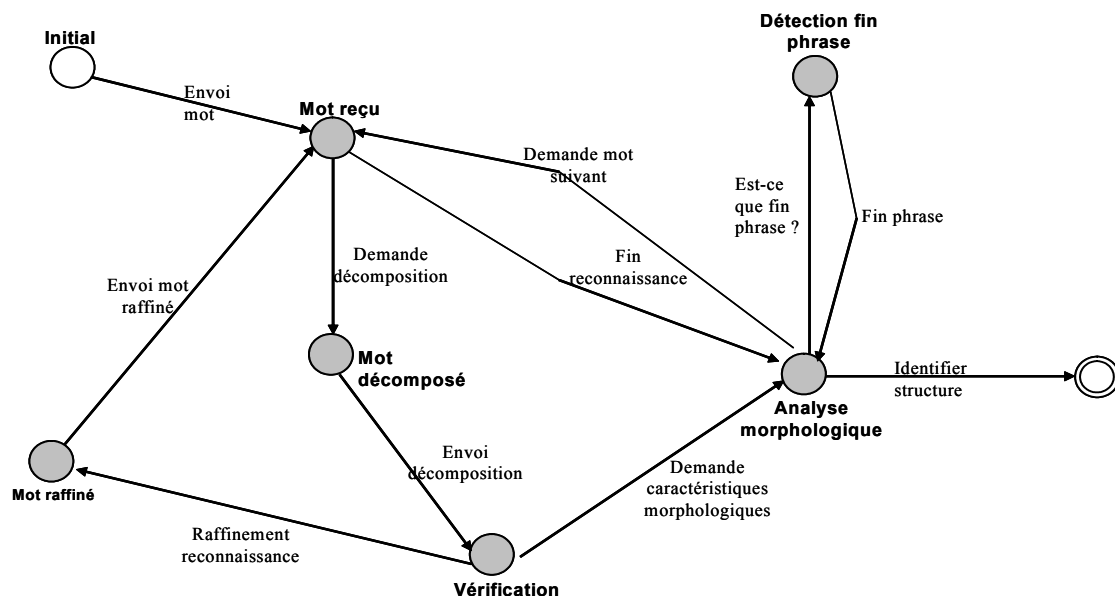 Détection fin
phrase
Initial
Envoi
mot
Mot reçu
Demande mot
suivant
Est-ce
que fin
phrase ?
Fin phrase
Demande
décomposition
Fin
reconnaissance
Envoi mot
raffiné
Mot
décomposé
Identifier
structure
Analyse
morphologique
Envoi
décomposition
Demande
caractéristiques
morphologiques
Mot raffiné
Raffinement
reconnaissance
Vérification